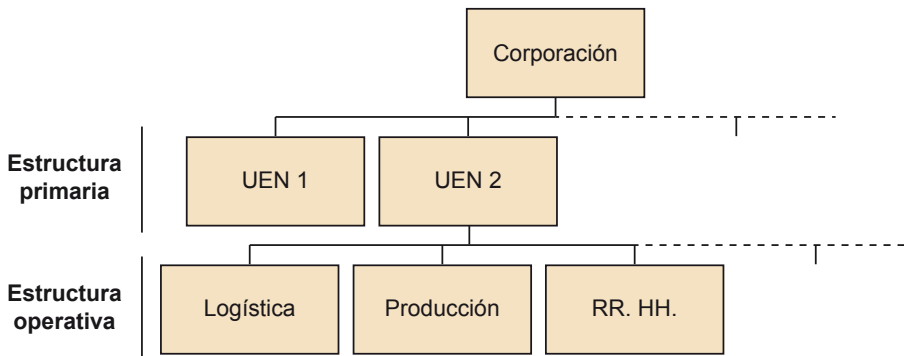 Corporación
Estructura
primaria
UEN 1
UEN 2
Estructura
operativa
Logística
Producción
RR. HH.